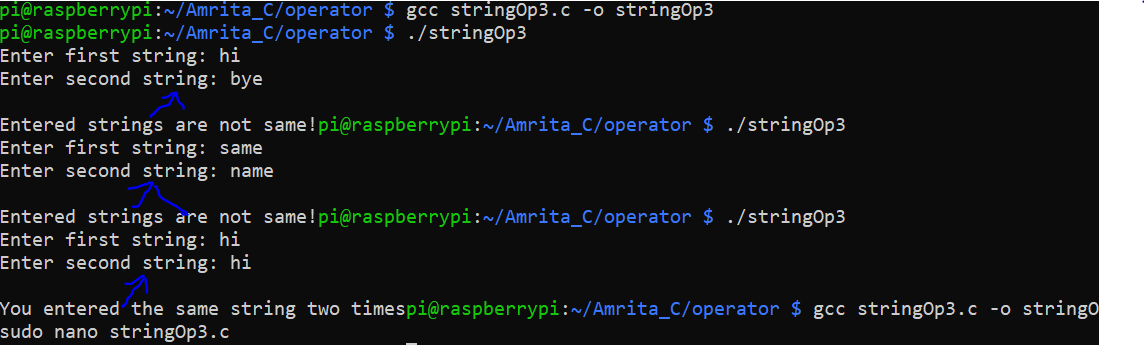 pi@raspberrypi:~/Amrita_C/operator $ gcc stringOp3.c -o stringOp3
pi@raspberrypi:~/Amrita_C/operator $ ./stringOp3
Enter first string: hi
Enter second string: bye
Entered strings are not same!pi@raspberrypi:~/Amrita_C/operator $ ./stringOp3
Enter first string: same
Enter second string: name
Entered strings are not same!pi@raspberrypi:~/Amrita_C/operator $ ./stringOp3
Enter first string: hi
Enter second string: hi
You entered the same string two timespi@raspberrypi:~/Amrita_C/operator $ gcc stringOp3.c -o stringO
sudo nano stringOp3.c